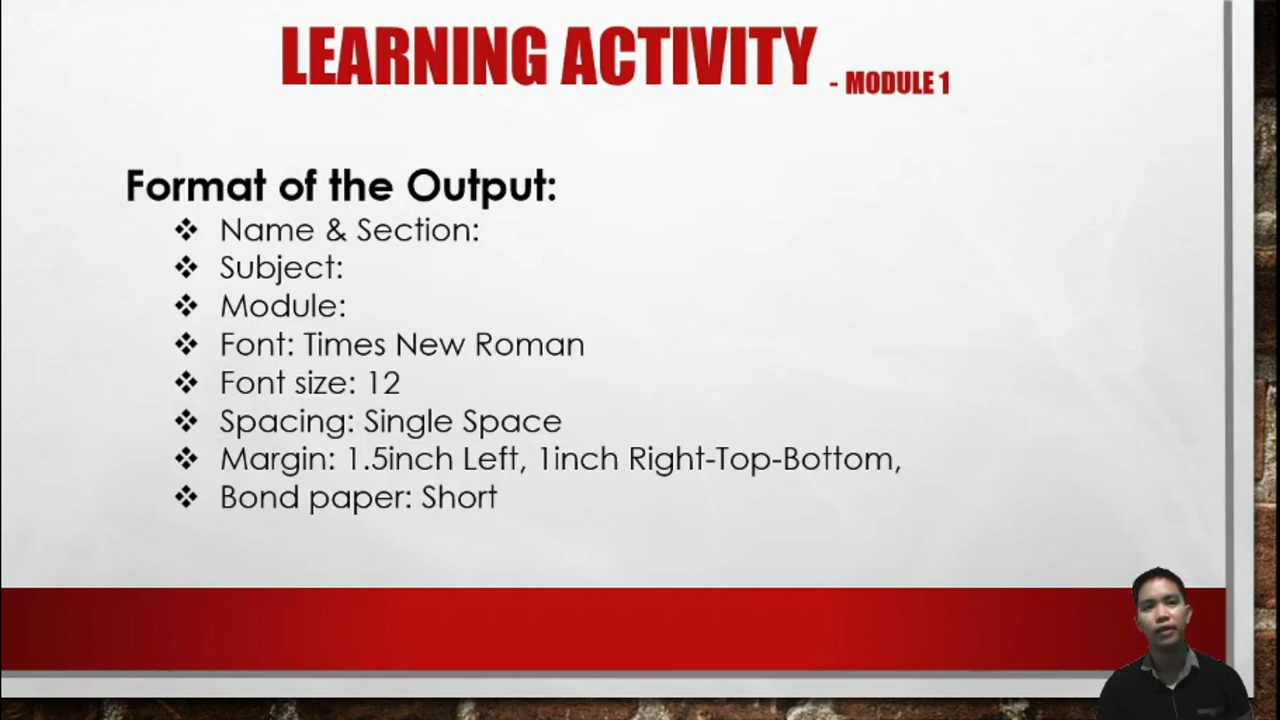 LEARNING ACTIVITY - MODULE 1
Format of the Output:
❖ Name & Section:
❖ Subject:
❖ Module:
❖ Font: Times New Roman
❖ Font size: 12
❖ Spacing: Single Space
❖ Margin: 1.5inch Left, 1inch Right-Top-Bottom,
❖ Bond paper: Short